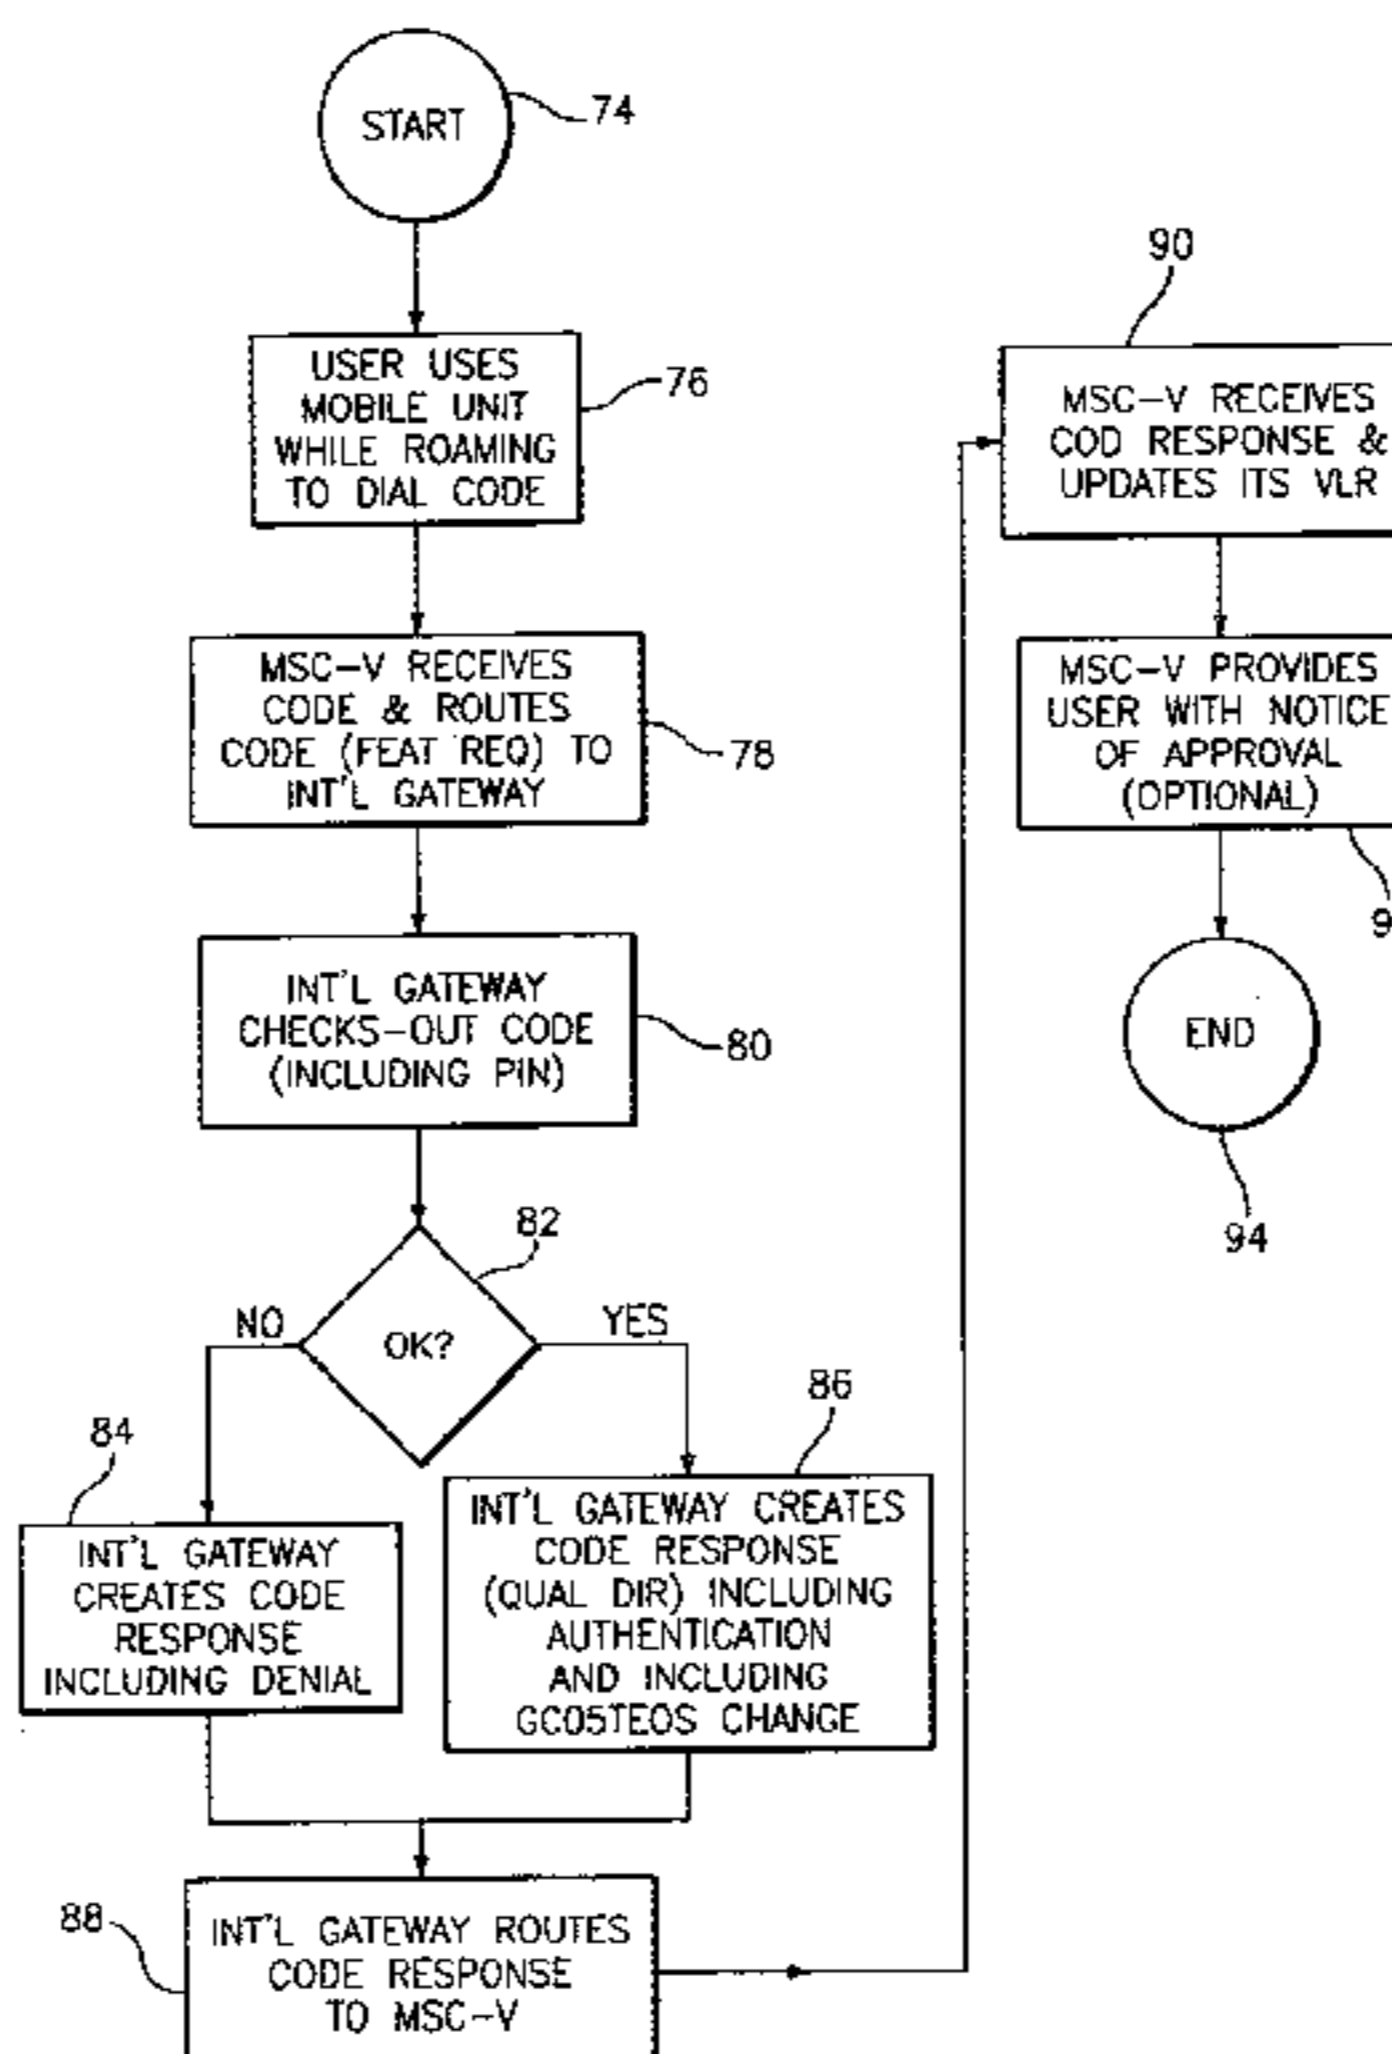 START
74
USER USES
MOBILE UNIT
WHILE ROAMING
TO DIAL CODE
76
MSC-V RECEIVES
CODE & ROUTES
CODE (FEAT REQ) TO
INT'L GATEWAY
78
INT'L GATEWAY
CHECKS-OUT CODE
(INCLUDING PIN)
80
82
OK?
NO
YES
84
INT'L GATEWAY
CREATES CODE
RESPONSE
INCLUDING DENIAL
86
INT'L GATEWAY CREATES
CODE RESPONSE
(QUAL DIR) INCLUDING
AUTHENTICATION
AND INCLUDING
GC05TEOS CHANGE
88
INT'L GATEWAY ROUTES
CODE RESPONSE
TO MSC-V
90
MSC-V RECEIVES
COD RESPONSE &
UPDATES ITS VLR
MSC-V PROVIDES
USER WITH NOTICE
OF APPROVAL
(OPTIONAL)
9
END
94